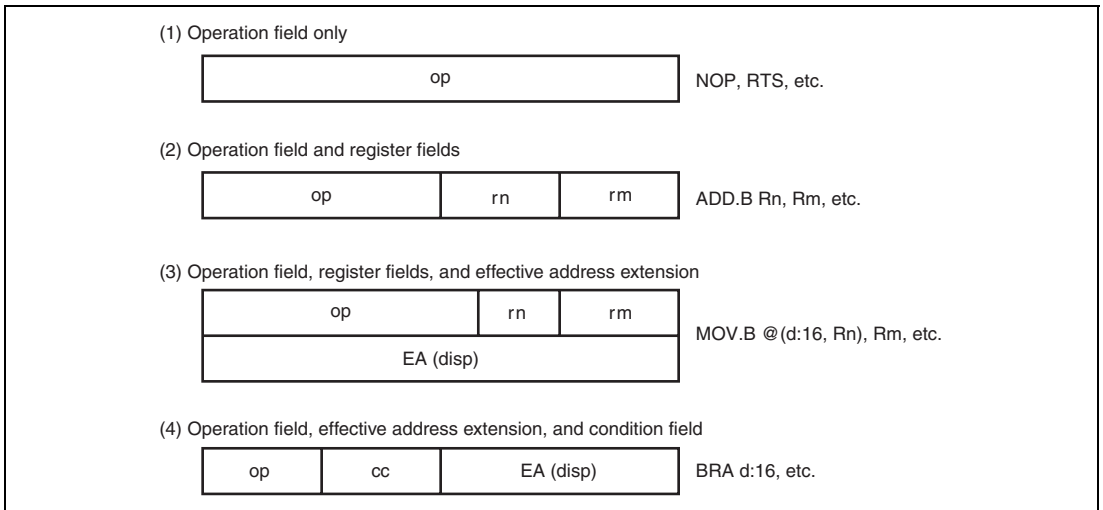 (1) Operation field only
op
NOP, RTS, etc.
(2) Operation field and register fields
op rn rm
ADD.B Rn, Rm, etc.
(3) Operation field, register fields, and effective address extension
op rn rm
EA (disp)
MOV.B @(d:16, Rn), Rm, etc.
(4) Operation field, effective address extension, and condition field
op cc EA (disp)
BRA d:16, etc.